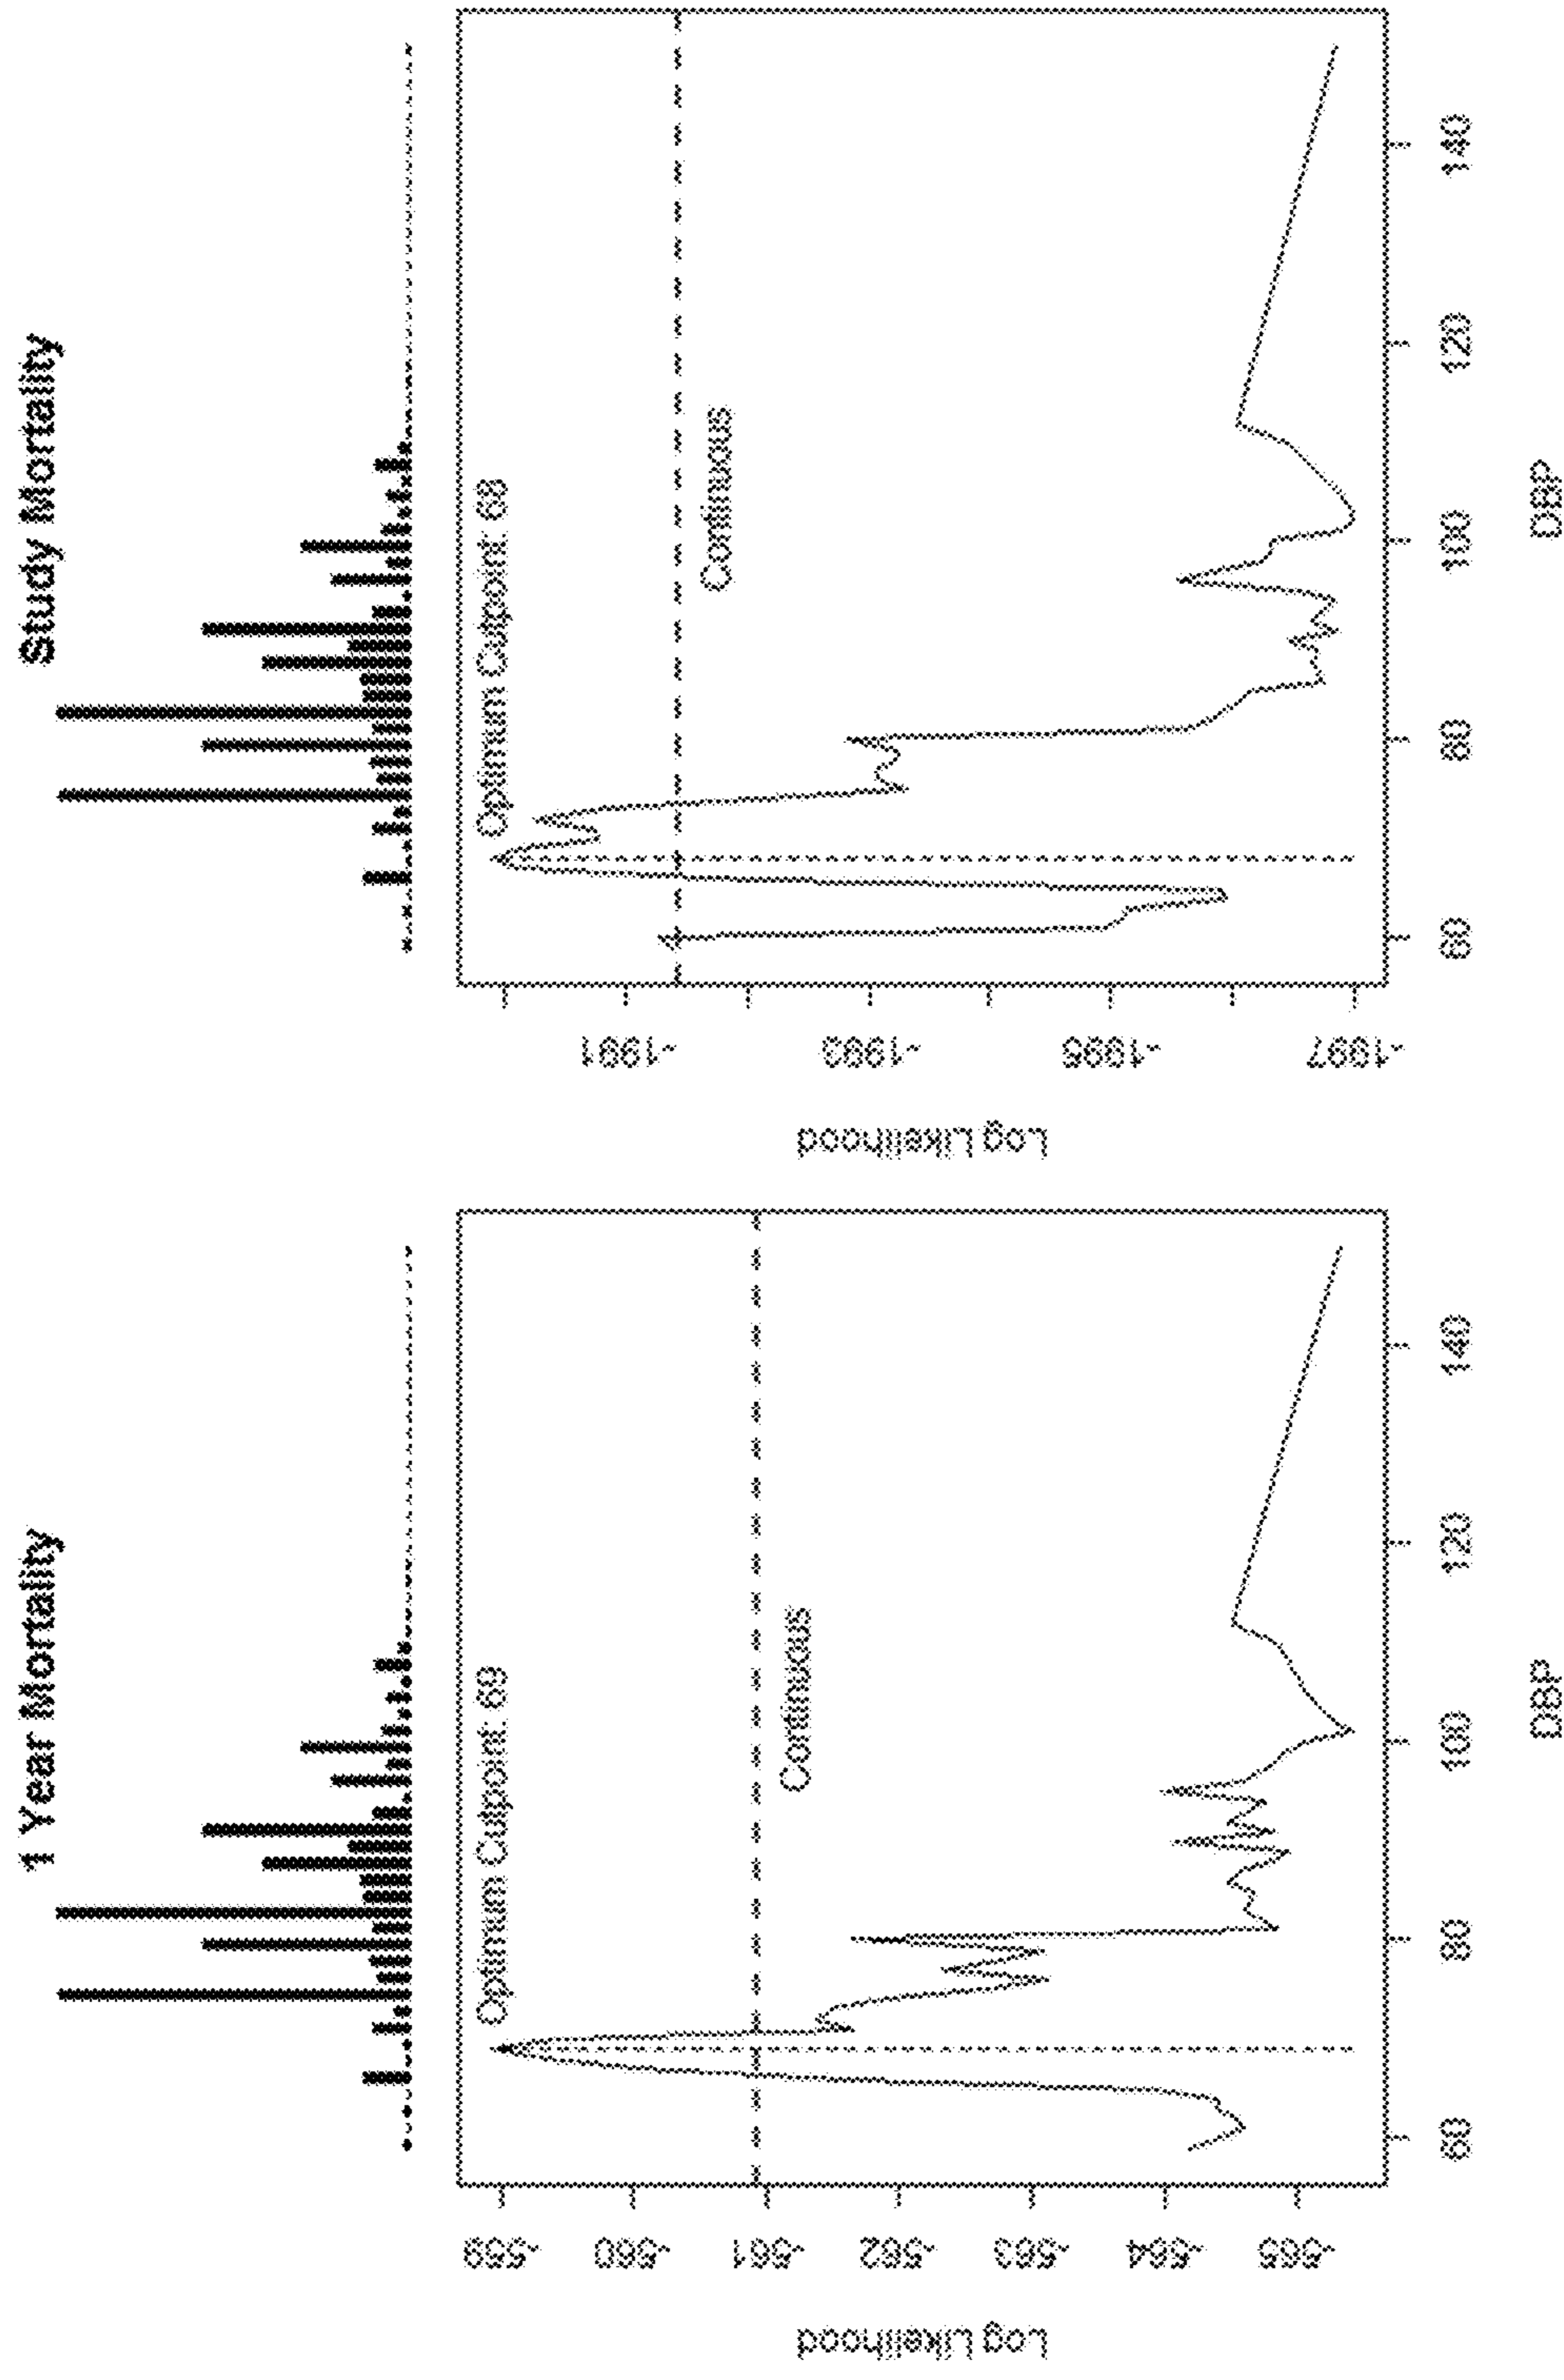 1 Year Mortality
Optimum Cutpoint: 69
Continuous
-559
-560
-561
-562
-563
-564
-565
Log Likelihood
60
80
100
120
140
DBP
Study Mortality
Optimum Cutpoint: 68
Continuous
-1991
-1993
-1995
-1997
Log Likelihood
60
80
100
120
140
DBP